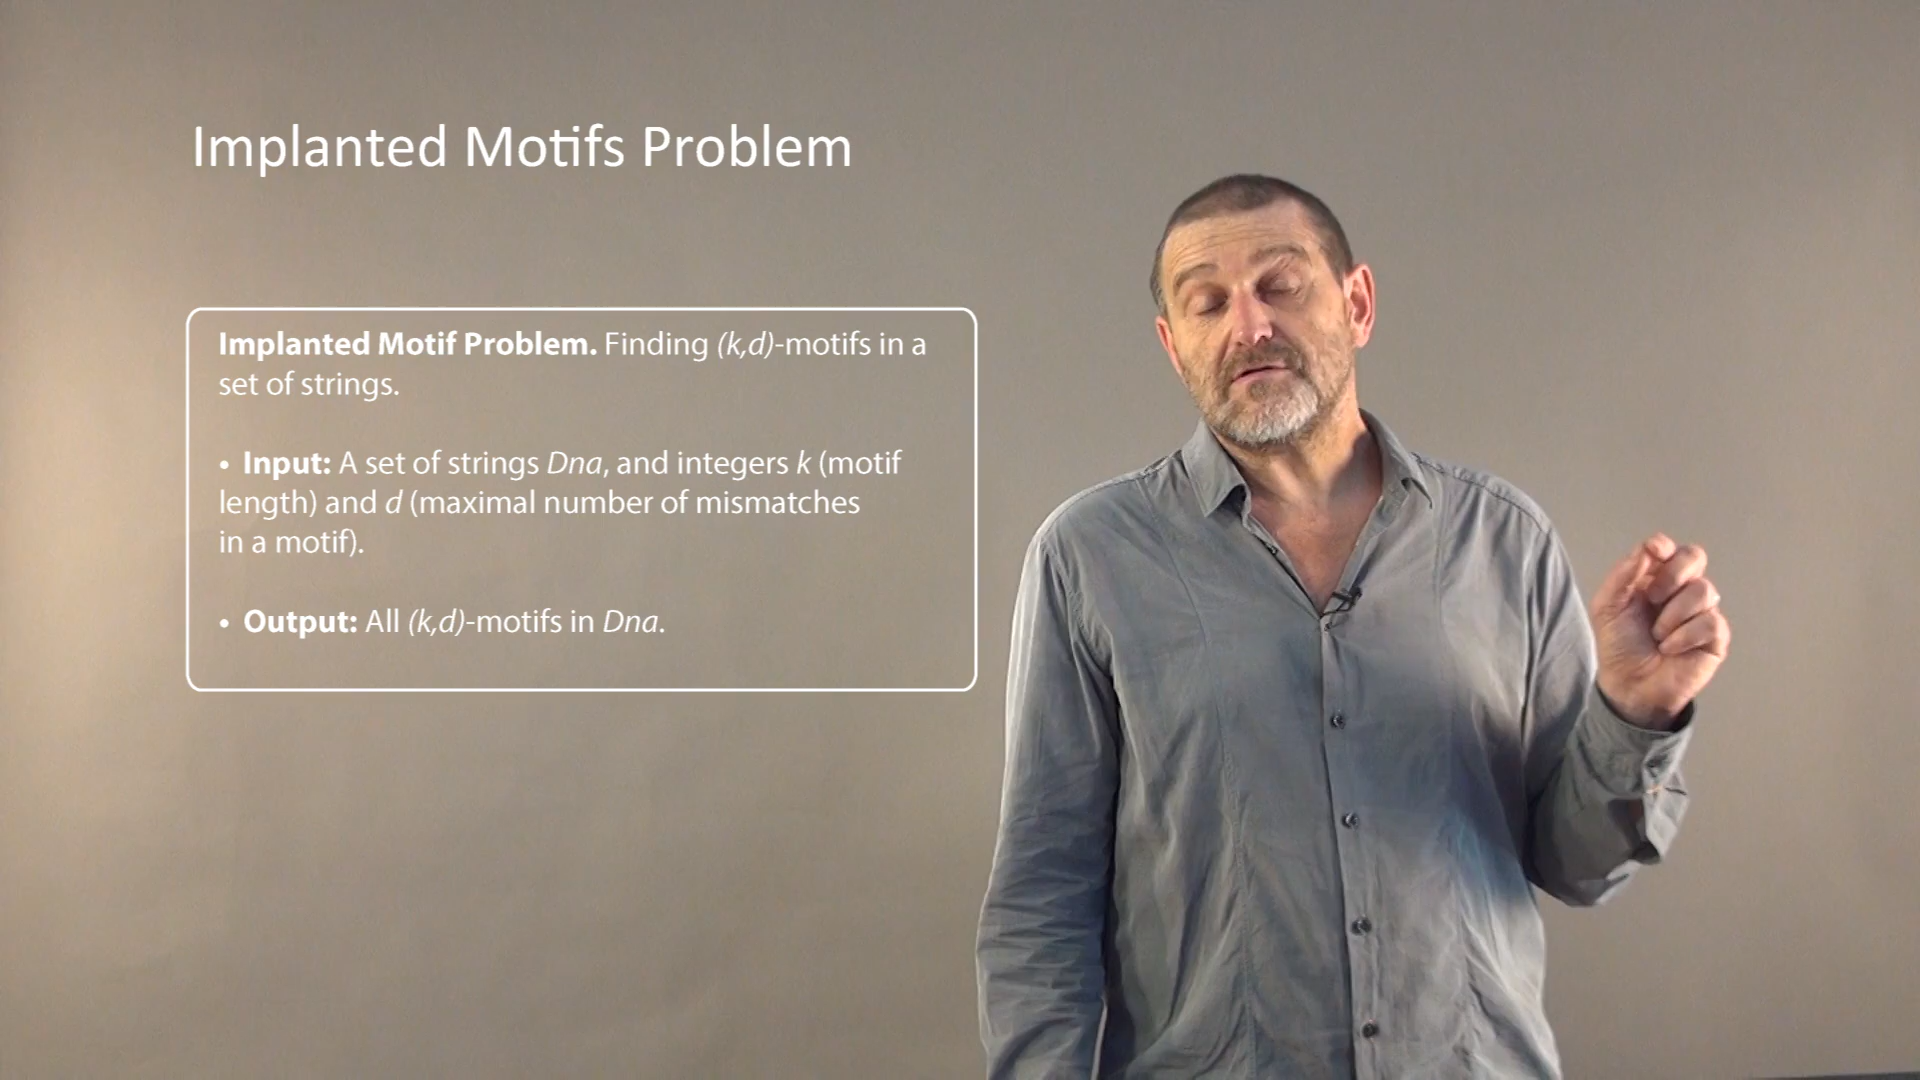 Implanted Motifs Problem
Implanted Motif Problem. Finding (k,d)-motifs in a
set of strings.
• Input: A set of strings Dna, and integers k (motif
length) and d (maximal number of mismatches
in a motif).
• Output: All (k,d)-motifs in Dna.